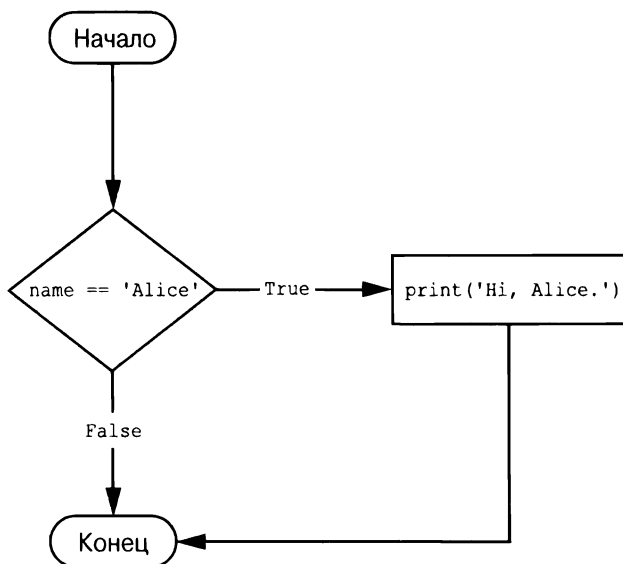 Начало
name == 'Alice'
True
print('Hi, Alice.')
False
Конец